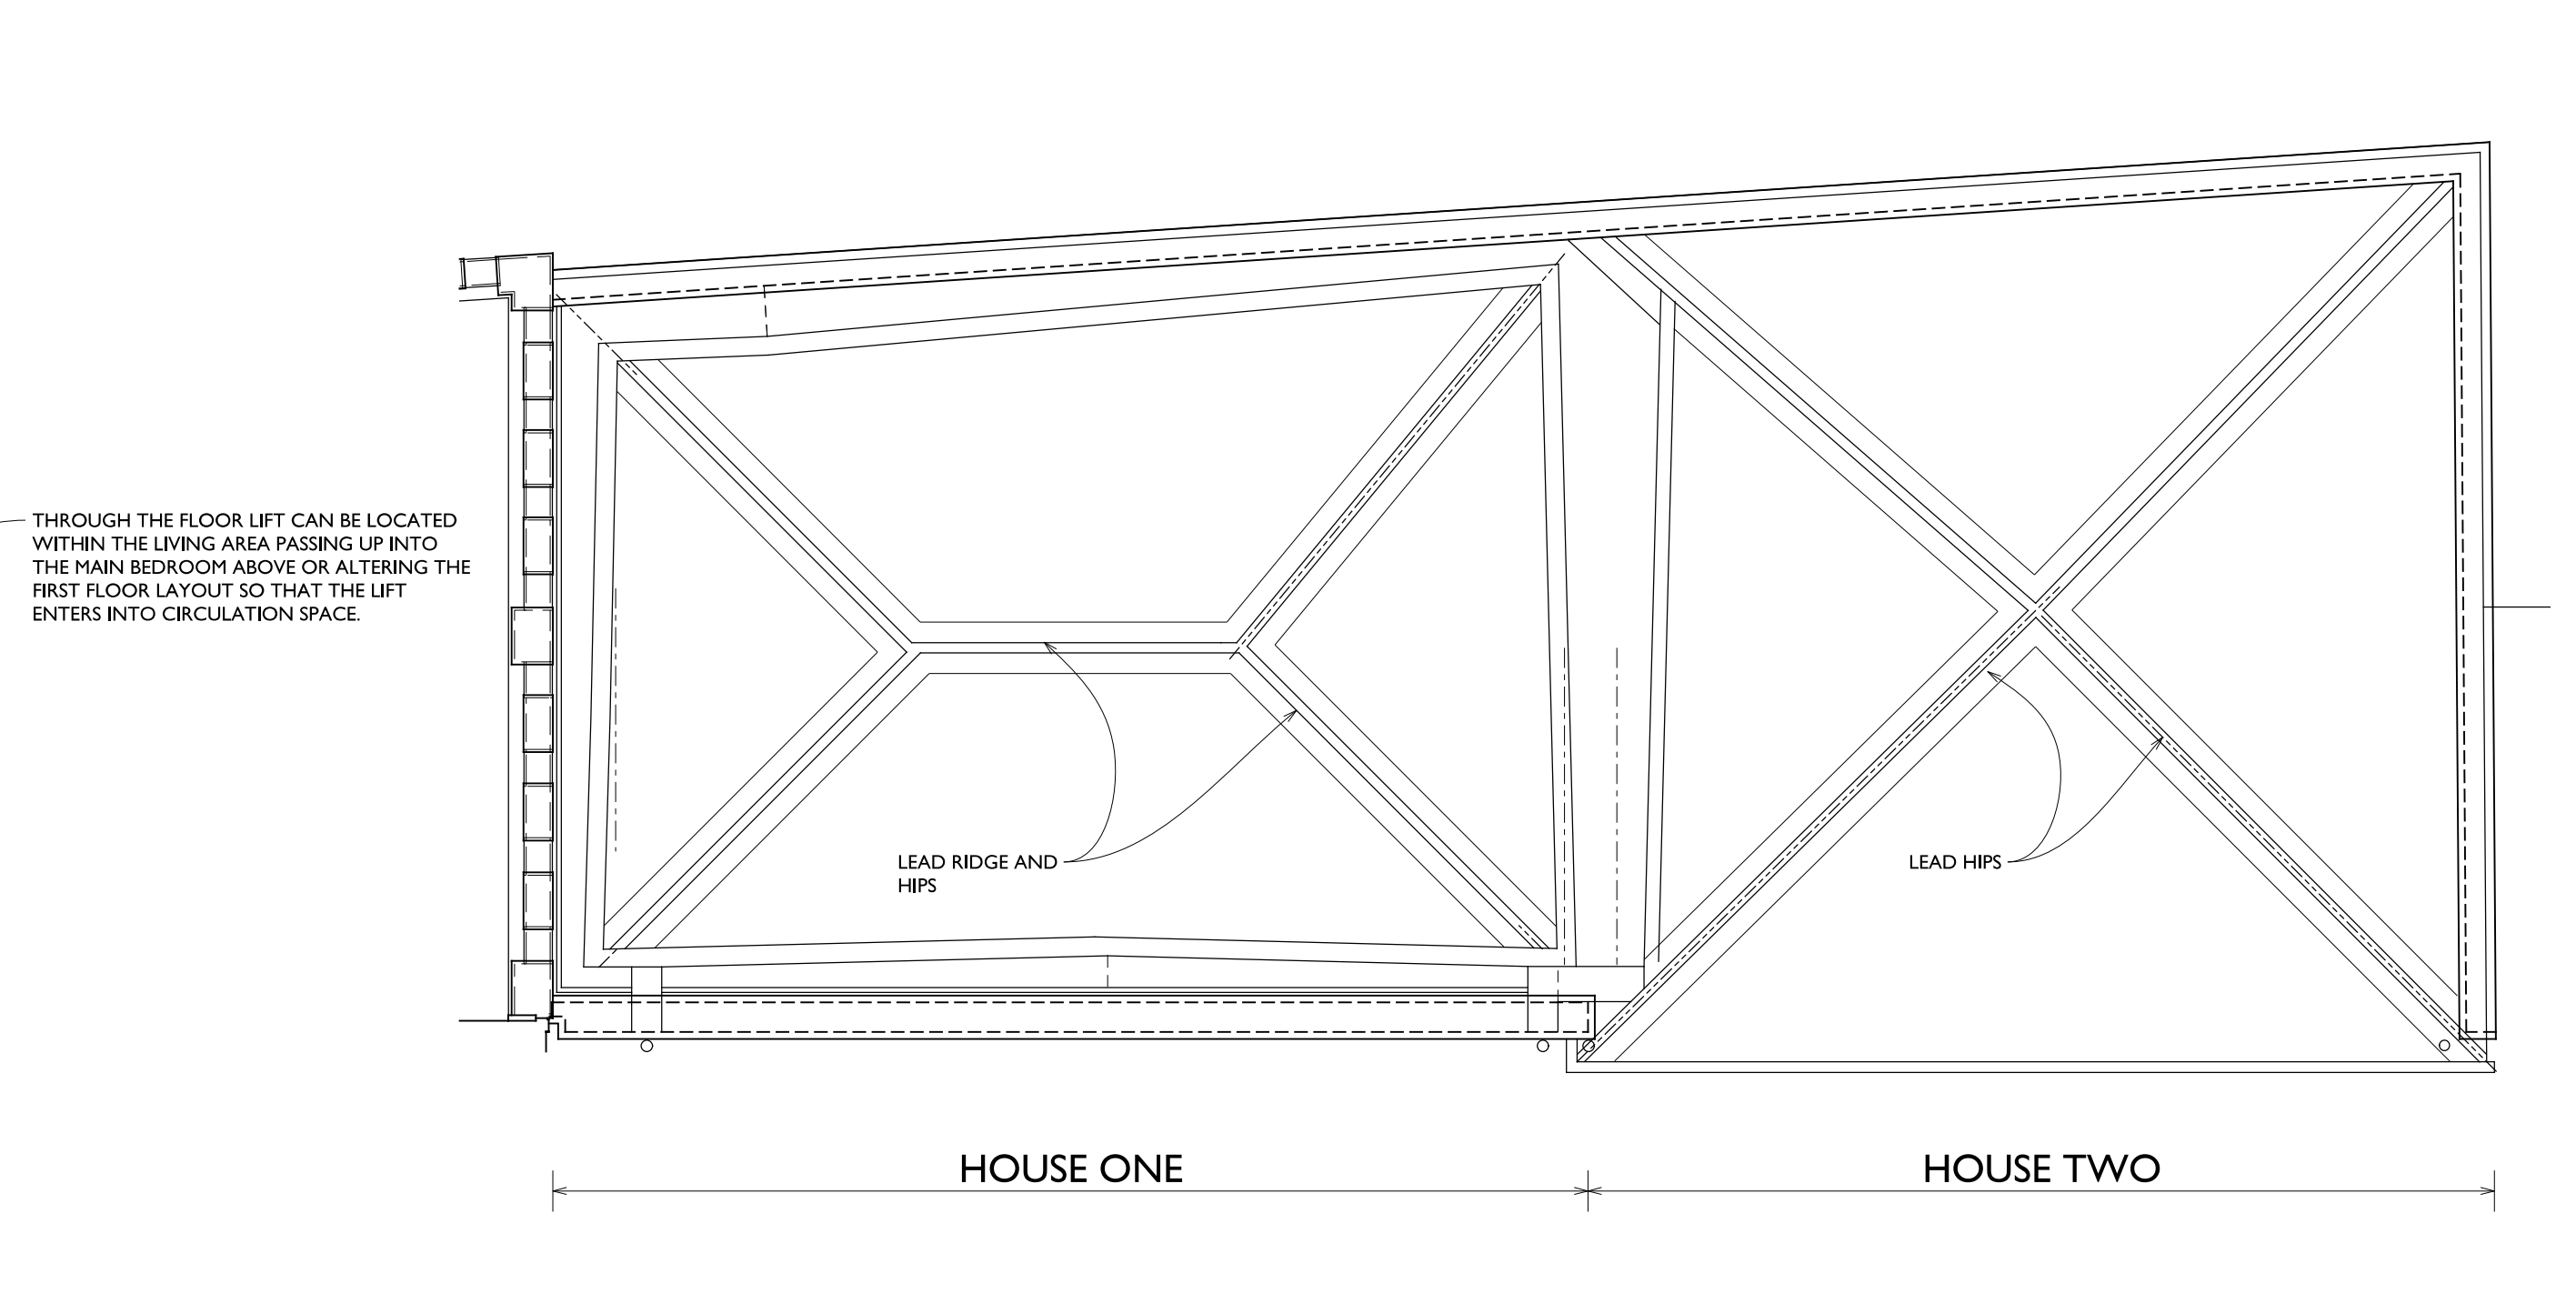 THROUGH THE FLOOR LIFT CAN BE LOCATED
WITHIN THE LIVING AREA PASSING UP INTO
THE MAIN BEDROOM ABOVE OR ALTERING THE
FIRST FLOOR LAYOUT SO THAT THE LIFT
ENTERS INTO CIRCULATION SPACE.
LEAD RIDGE AND
HIPS
LEAD HIPS
HOUSE ONE
HOUSE TWO